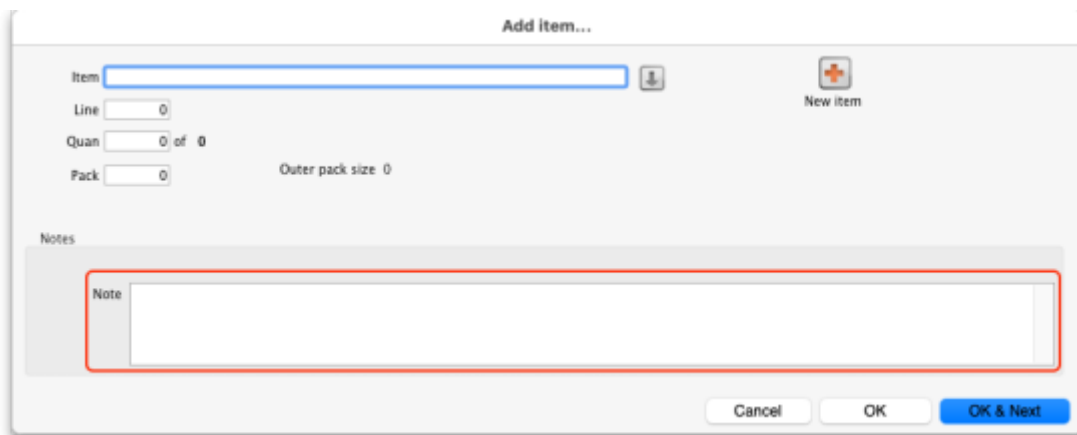 Add item...
Item
New item
Line 0
Quan 0 of 0
Pack 0 Outer pack size 0
Notes
Note
Cancel OK OK & Next